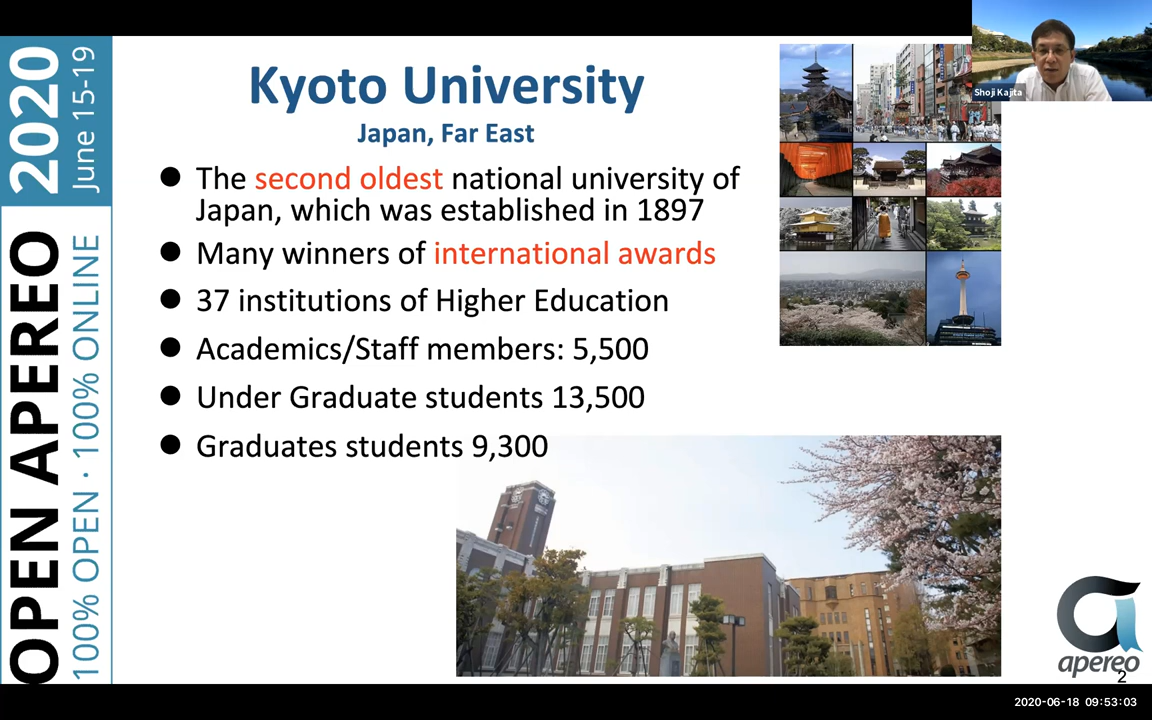 OPEN APEREO 2020
100% OPEN · 100% ONLINE June 15-19
Kyoto University
Japan, Far East
● The second oldest national university of
Japan, which was established in 1897
● Many winners of international awards
● 37 institutions of Higher Education
● Academics/Staff members: 5,500
● Under Graduate students 13,500
● Graduates students 9,300
Shoji Kajita
apereo
2
2020-06-18 09:53:03